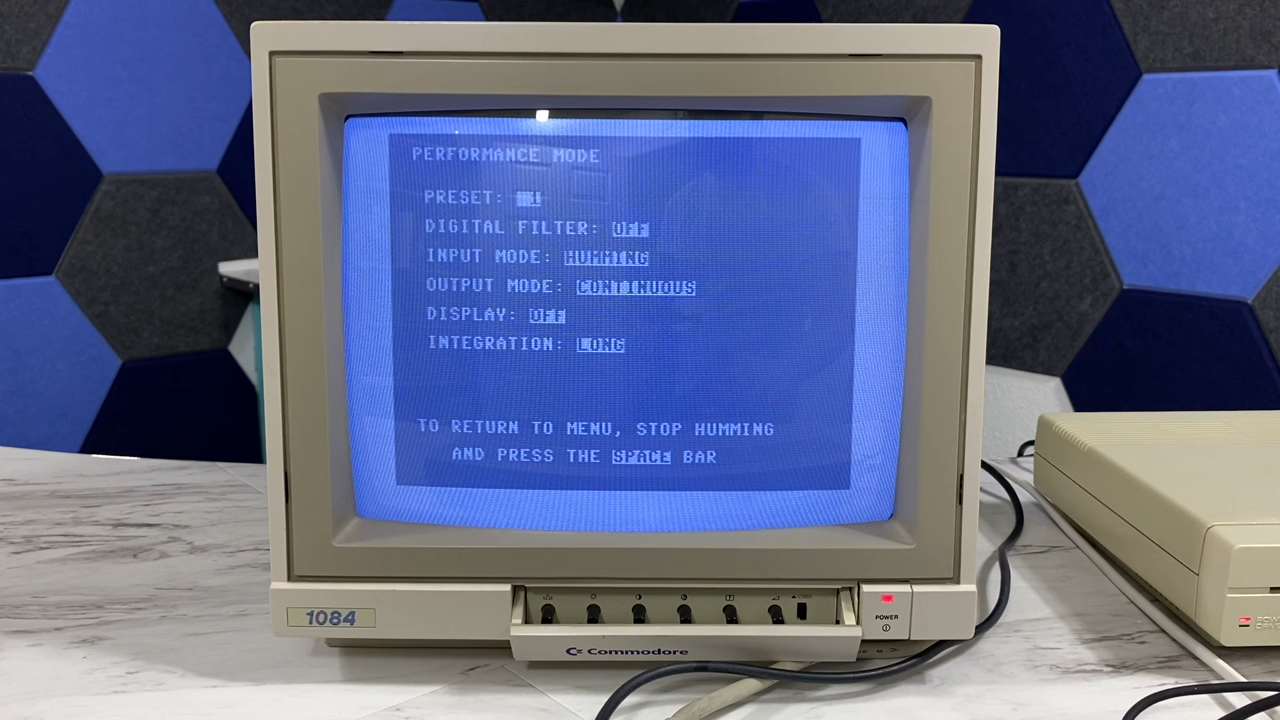 PERFORMANCE MODE
PRESET: 1
DIGITAL FILTER: OFF
INPUT MODE: HUMMING
OUTPUT MODE: CONTINUOUS
DISPLAY: OFF
INTEGRATION: LONG
TO RETURN TO MENU, STOP HUMMING
AND PRESS THE SPACE BAR
1084
POWER
Commodore